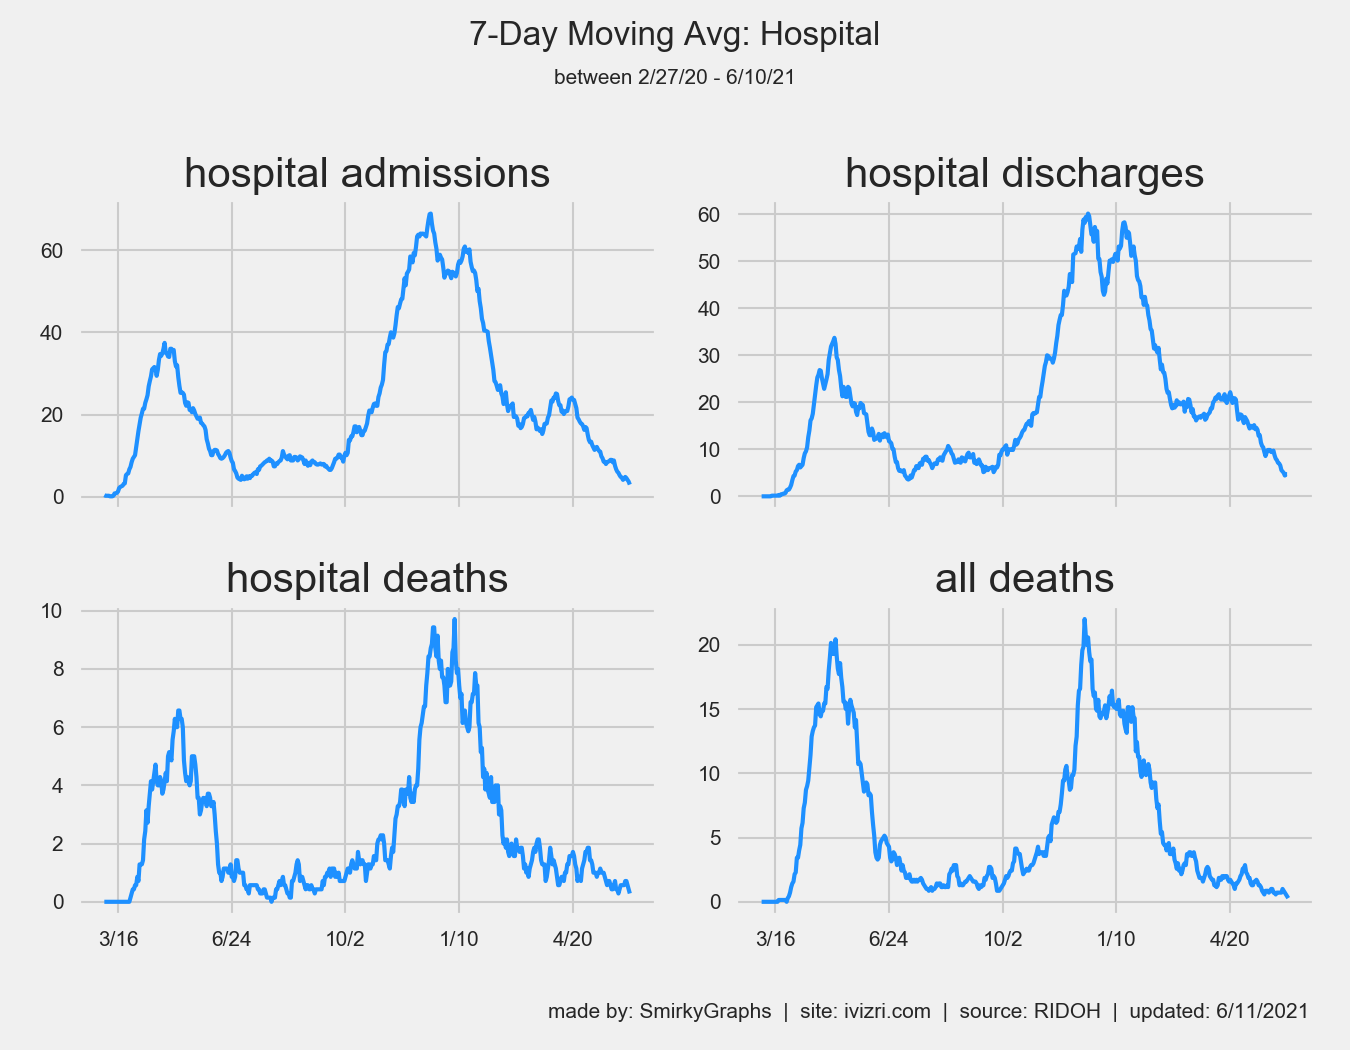 7-Day Moving Avg: Hospital
between 2/27/20 - 6/10/21
hospital admissions
60
40
20
0
hospital discharges
60
50
40
30
20
10
0
hospital deaths
10
8
6
4
2
0
3/16 6/24 10/2 1/10 4/20
all deaths
20
15
10
5
0
3/16 6/24 10/2 1/10 4/20
made by: SmirkyGraphs | site: ivizri.com | source: RIDOH | updated: 6/11/2021